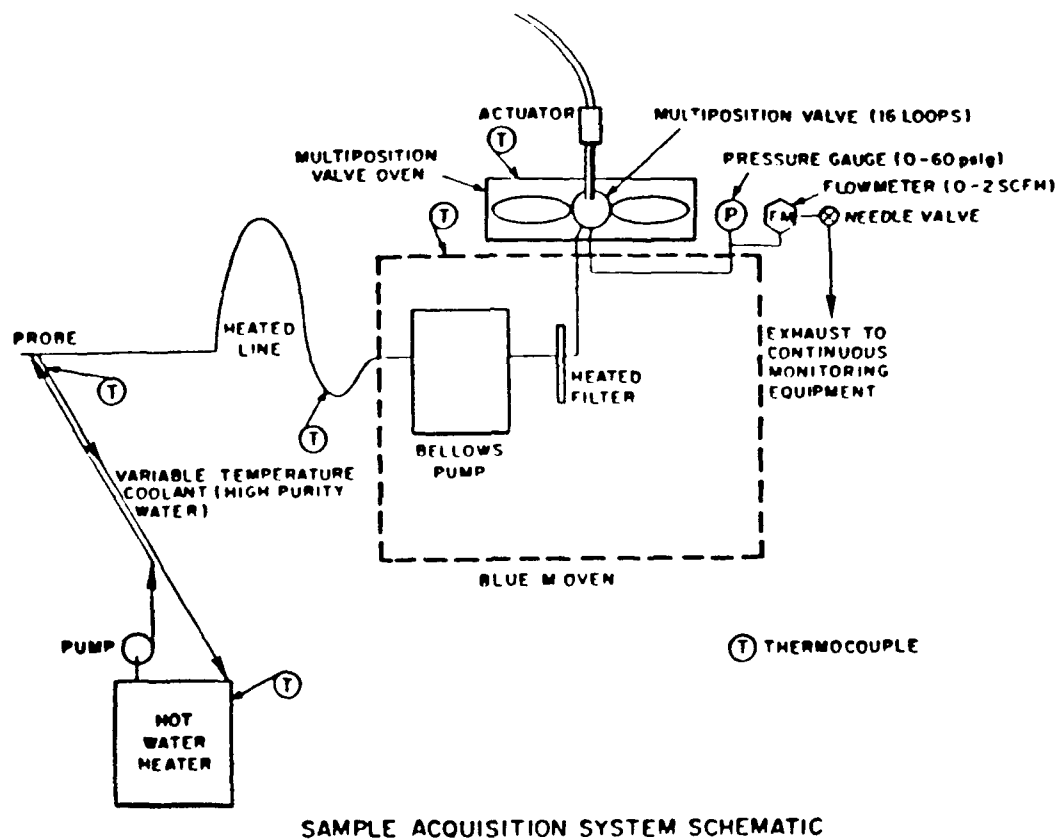 ACTUATOR
MULTIPOSITION VALVE (16 LOOPS)
T
MULTIPOSITION
VALVE OVEN
PRESSURE GAUGE (0-60 psig)
FLOWMETER (0-2 SCFH)
T
P
FM
NEEDLE VALVE
PROBE
HEATED
LINE
T
T
HEATED
FILTER
EXHAUST TO
CONTINUOUS
MONITORING
EQUIPMENT
BELLOWS
PUMP
VARIABLE TEMPERATURE
COOLANT (HIGH PURITY
WATER)
BLUE M OVEN
PUMP
T THERMOCOUPLE
T
HOT
WATER
HEATER
SAMPLE ACQUISITION SYSTEM SCHEMATIC